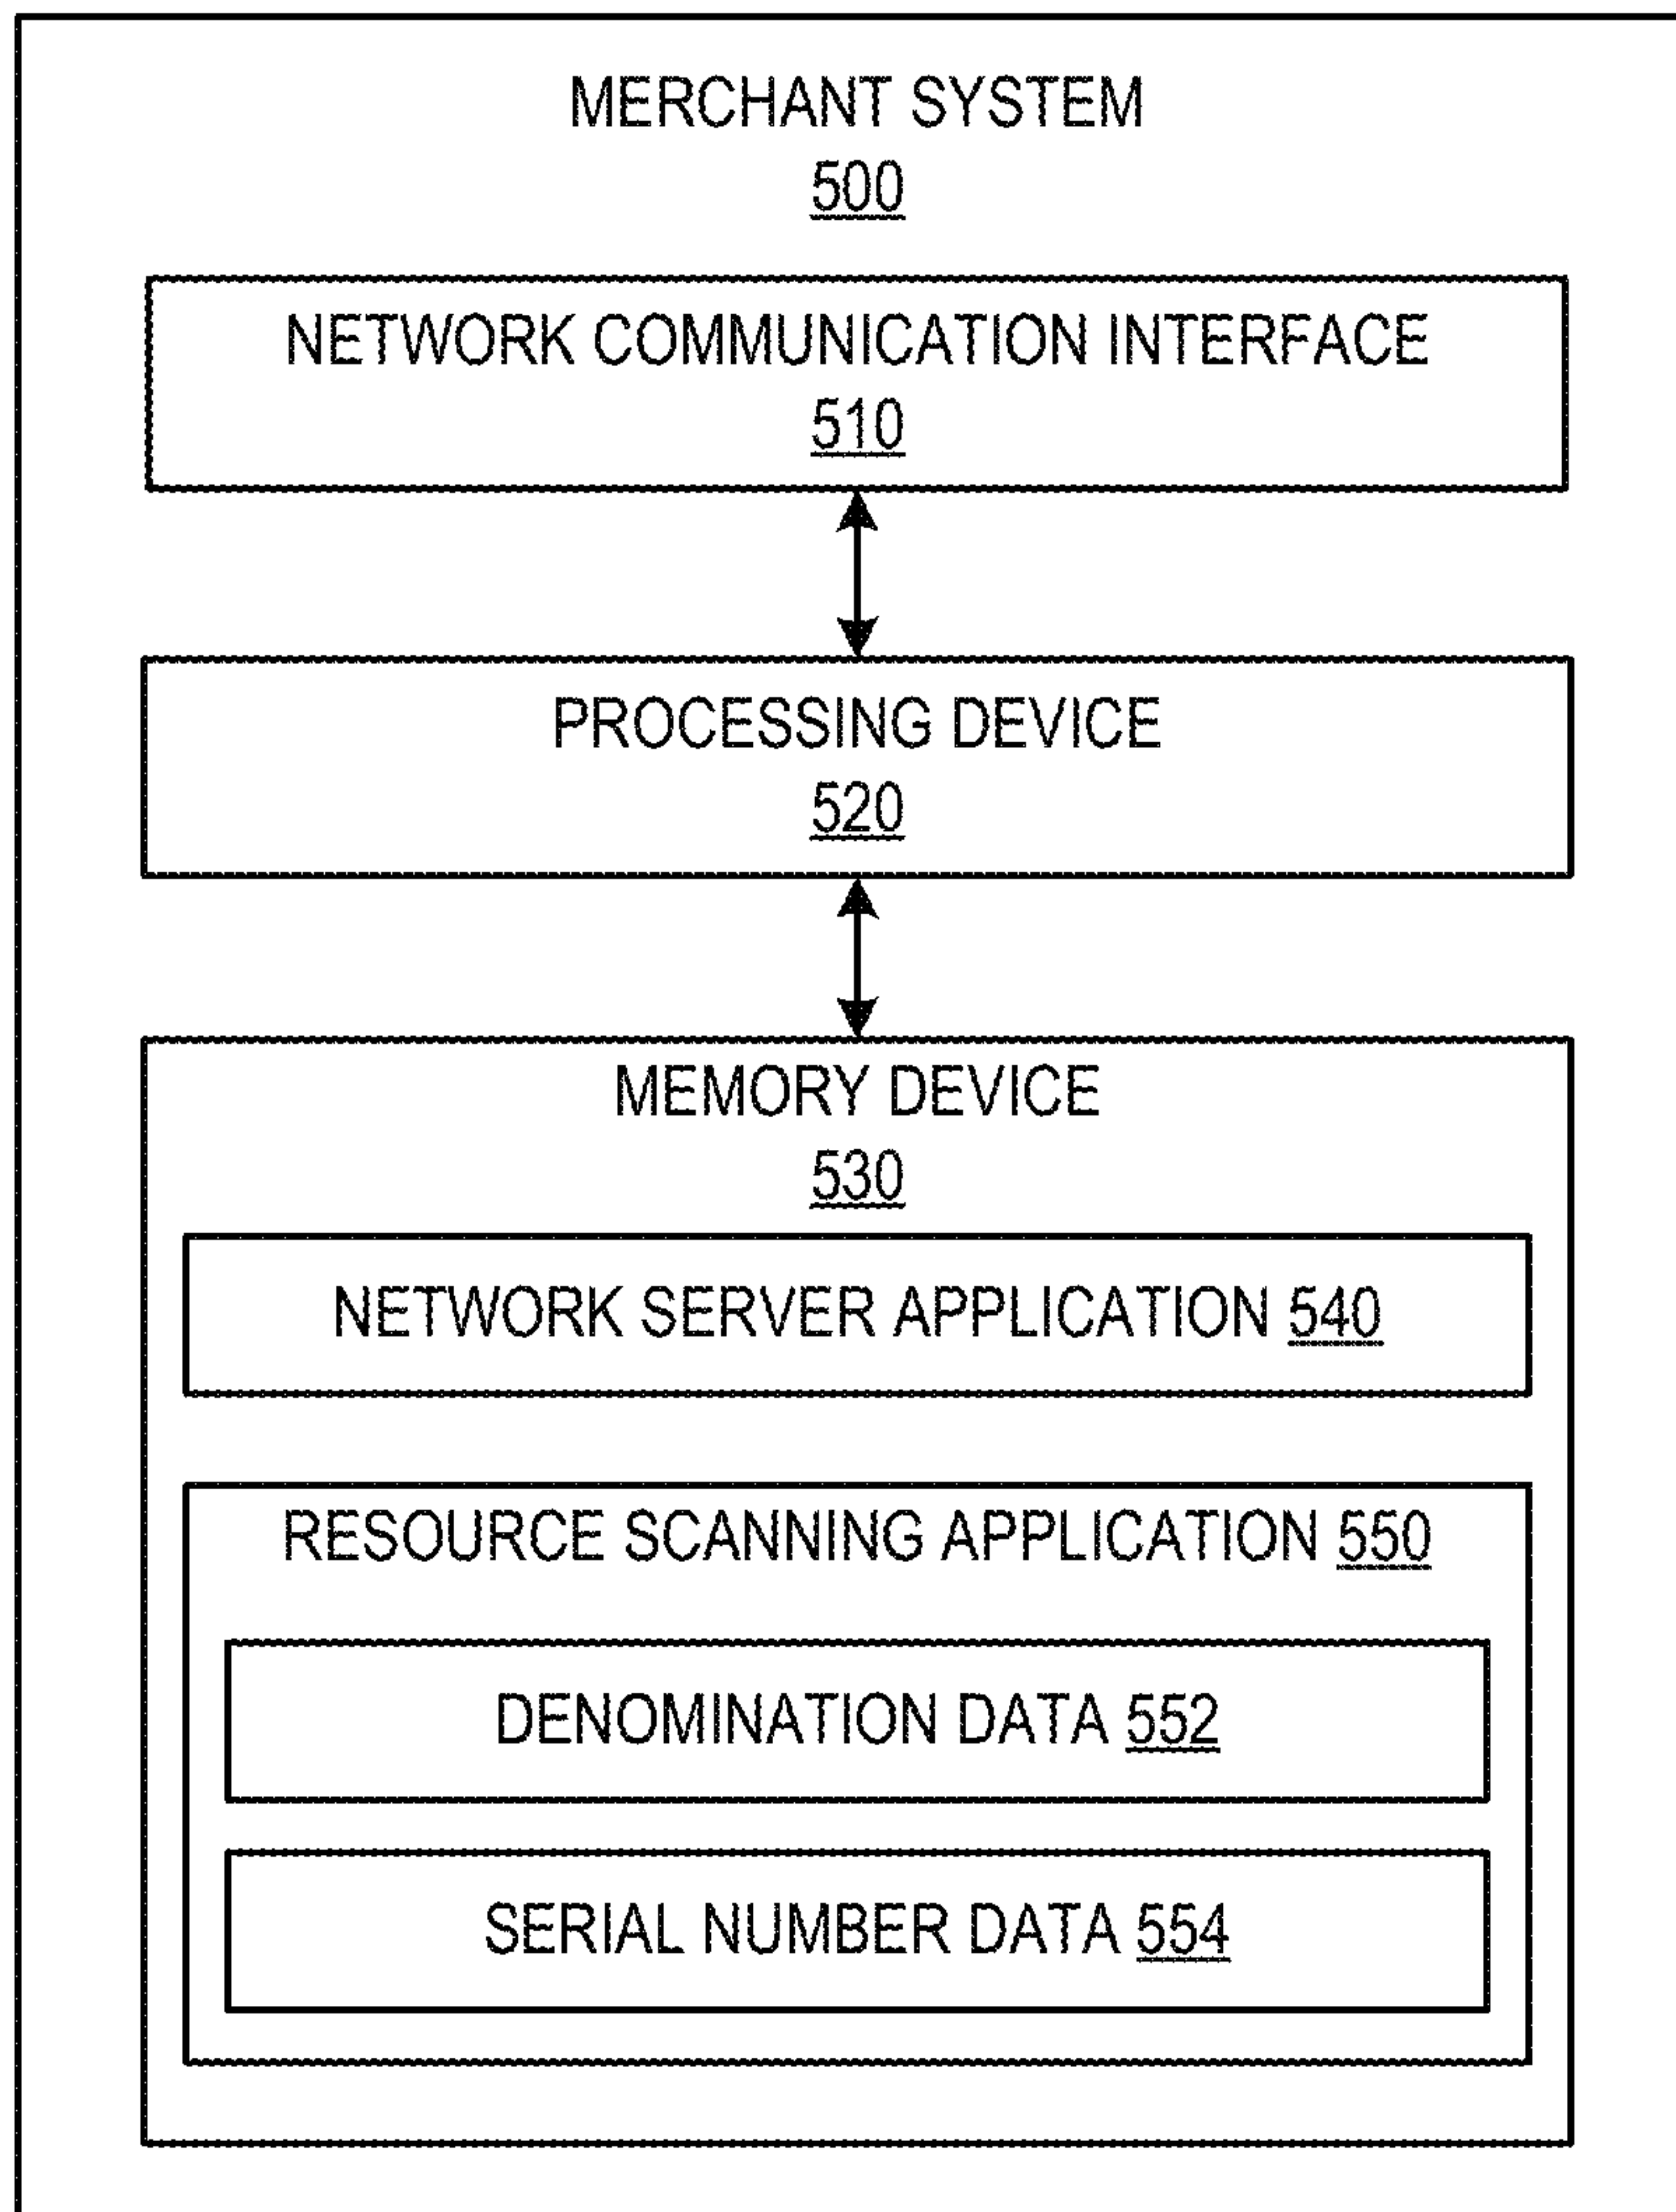 MERCHANT SYSTEM
500
NETWORK COMMUNICATION INTERFACE
510
PROCESSING DEVICE
520
MEMORY DEVICE
530
NETWORK SERVER APPLICATION 540
RESOURCE SCANNING APPLICATION 550
DENOMINATION DATA 552
SERIAL NUMBER DATA 554